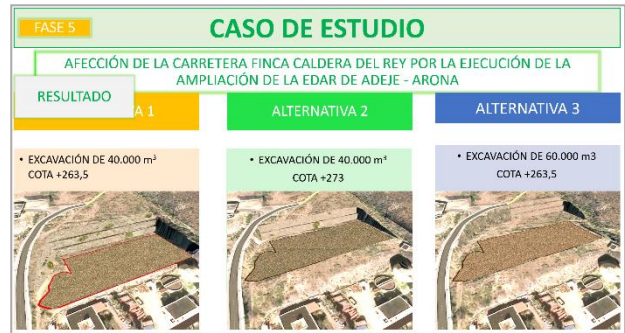 FASE 5
CASO DE ESTUDIO
AFECCIÓN DE LA CARRETERA FINCA CALDERA DEL REY POR LA EJECUCIÓN DE LA
AMPLIACIÓN DE LA EDAR DE ADEJE - ARONA
RESULTADO
A 1
ALTERNATIVA 2
ALTERNATIVA 3
• EXCAVACIÓN DE 40.000 m³
COTA +263,5
• EXCAVACIÓN DE 40.000 m³
COTA +273
• EXCAVACIÓN DE 60.000 m3
COTA +263,5